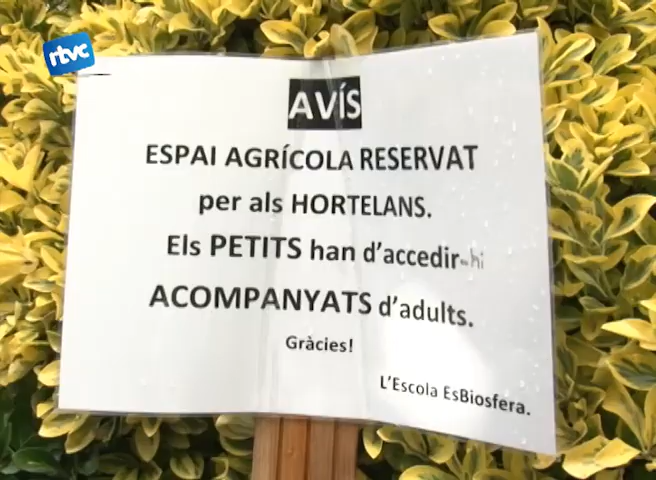 rtvc
AVÍS
ESPAI AGRÍCOLA RESERVAT
per als HORTELANS.
Els PETITS han d'accedir-hi
ACOMPANYATS d'adults.
Gràcies!
L'Escola EsBiosfera.